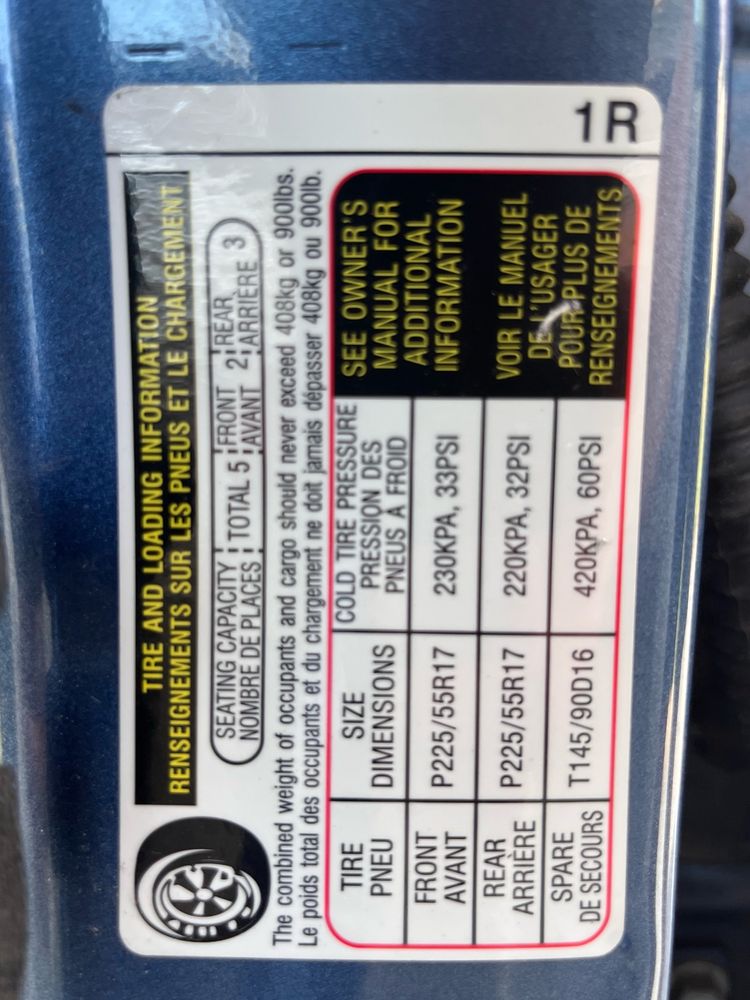 TIRE AND LOADING INFORMATION
RENSEIGNEMENTS SUR LES PNEUS ET LE CHARGEMENT
1R
SEATING CAPACITY TOTAL 5 FRONT 2 REAR 3
NOMBRE DE PLACES AVANT ARRIÈRE
The combined weight of occupants and cargo should never exceed 408kg or 900lbs.
Le poids total des occupants et du chargement ne doit jamais dépasser 408kg ou 900lb.
TIRE SIZE COLD TIRE PRESSURE
PNEU DIMENSIONS PRESSION DES
PNEUS À FROID
FRONT P225/55R17 230KPA, 33PSI
AVANT
REAR P225/55R17 220KPA, 32PSI
ARRIÈRE
SPARE T145/90D16 420KPA, 60PSI
DE SECOURS
SEE OWNER'S
MANUAL FOR
ADDITIONAL
INFORMATION
VOIR LE MANUEL
DE L'USAGER
POUR PLUS DE
RENSEIGNEMENTS